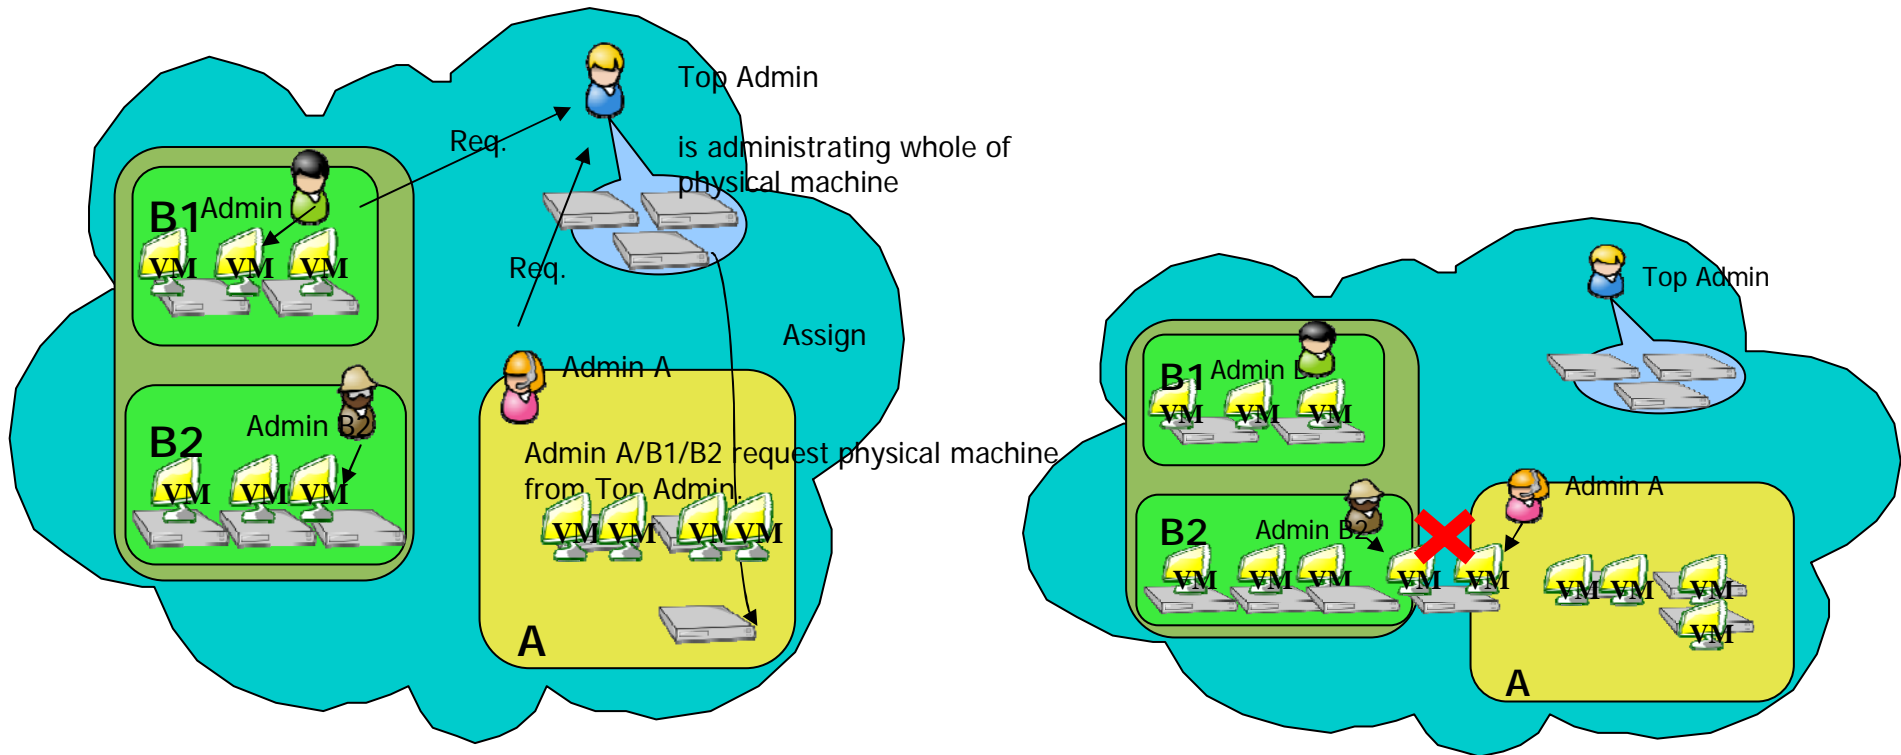 Top Admin
is administrating whole of
physical machine
Req.
Req.
B1
Admin
VM
VM
VM
Assign
Admin A
B2
Admin B2
VM
VM
VM
Admin A/B1/B2 request physical machine
from Top Admin.
VM
VM
VM
VM
A
Top Admin
B1
Admin B
VM
VM
VM
Admin A
B2
Admin B2
VM
VM
VM
VM
VM
VM
VM
VM
VM
A